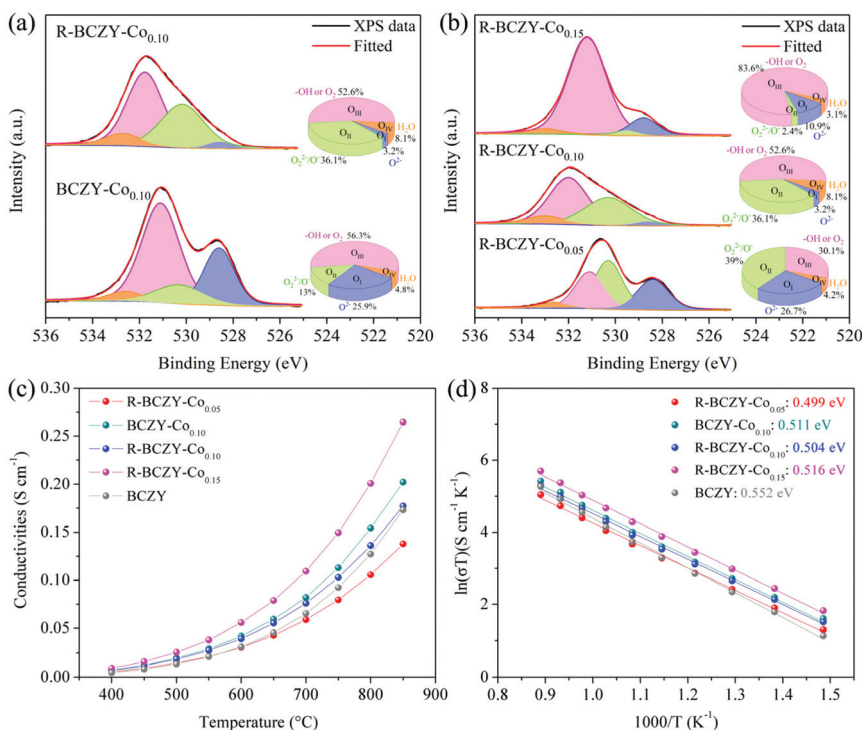 (a)
R-BCZY-Co0.10
XPS data
Fitted
-OH or O2 52.6%
OIII
OII
OI
OIV
H2O
8.1%
3.2%
O2-
O2^2-/O- 36.1%
BCZY-Co0.10
-OH or O2 56.3%
OIII
OII
OI
OIV
H2O
4.8%
O2^2-/O-
13%
O2- 25.9%
Intensity (a.u.)
536 534 532 530 528 526 524 522 520
Binding Energy (eV)
(b)
R-BCZY-Co0.15
XPS data
Fitted
-OH or O2
83.6%
OIII
OI
OII
OIV
H2O
3.1%
O2^2-/O- 2.4% 10.9%
O2-
R-BCZY-Co0.10
-OH or O2 52.6%
OIII
OII
OI
OIV
H2O
8.1%
3.2%
O2-
O2^2-/O- 36.1%
R-BCZY-Co0.05
O2^2-/O-
39%
-OH or O2
30.1%
OII
OIII
OI
OIV
H2O
4.2%
O2- 26.7%
Intensity (a.u.)
536 534 532 530 528 526 524 522 520
Binding Energy (eV)
(c)
R-BCZY-Co0.05
BCZY-Co0.10
R-BCZY-Co0.10
R-BCZY-Co0.15
BCZY
Conductivities (S cm-1)
0.30
0.25
0.20
0.15
0.10
0.05
0.00
400 500 600 700 800 900
Temperature (°C)
(d)
R-BCZY-Co0.05: 0.499 eV
BCZY-Co0.10: 0.511 eV
R-BCZY-Co0.10: 0.504 eV
R-BCZY-Co0.15: 0.516 eV
BCZY: 0.552 eV
ln(σT)(S cm-1 K-1)
8
6
4
2
0
0.8 0.9 1.0 1.1 1.2 1.3 1.4 1.5
1000/T (K-1)